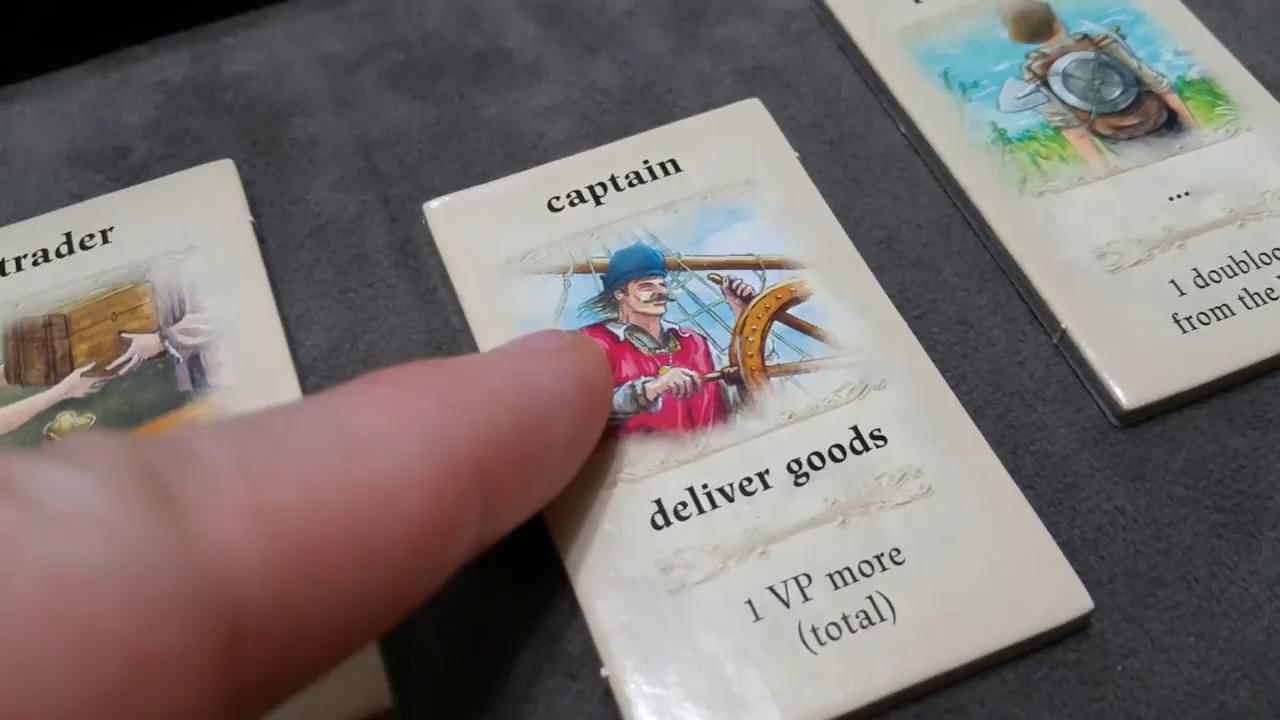 trader
captain
deliver goods
1 VP more
(total)
...
1 doubloo
from the